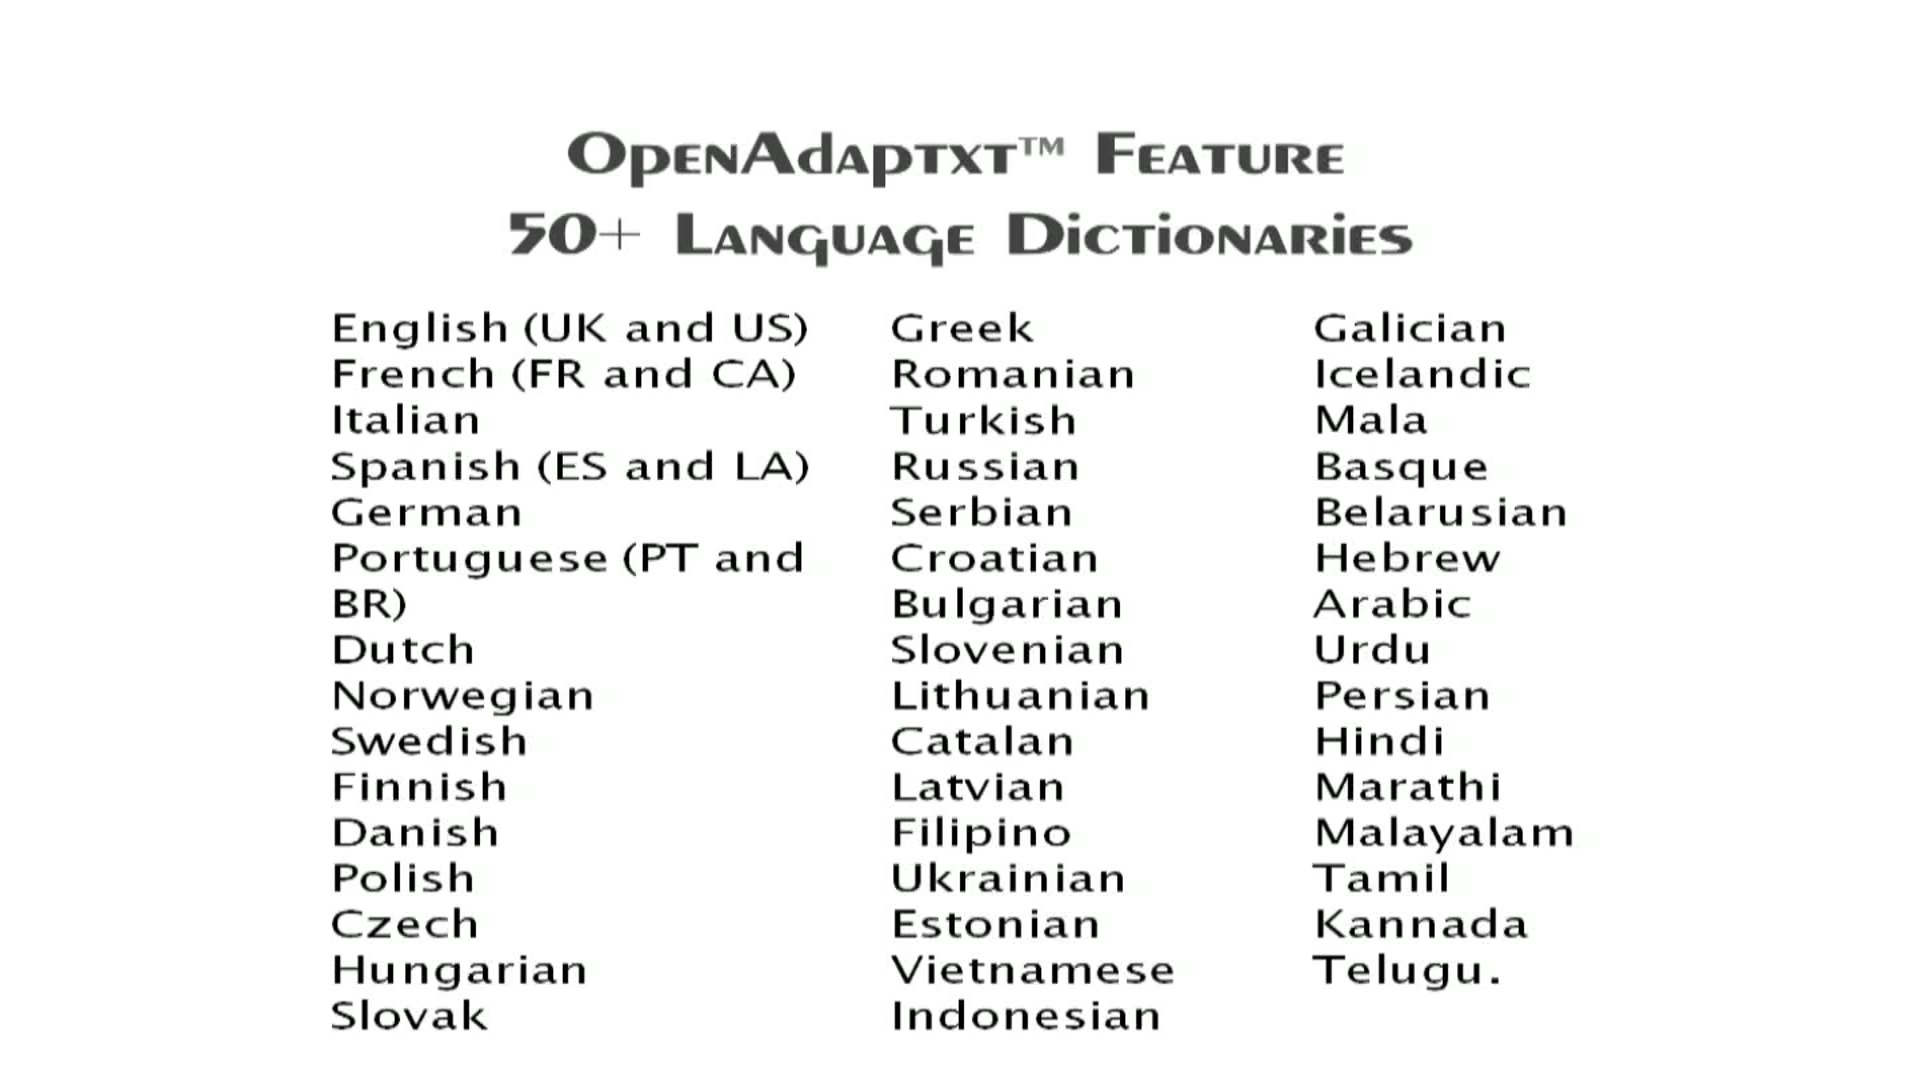 OpenAdaptxt™ Feature
50+ Language Dictionaries
English (UK and US)
French (FR and CA)
Italian
Spanish (ES and LA)
German
Portuguese (PT and
BR)
Dutch
Norwegian
Swedish
Finnish
Danish
Polish
Czech
Hungarian
Slovak
Greek
Romanian
Turkish
Russian
Serbian
Croatian
Bulgarian
Slovenian
Lithuanian
Catalan
Latvian
Filipino
Ukrainian
Estonian
Vietnamese
Indonesian
Galician
Icelandic
Mala
Basque
Belarusian
Hebrew
Arabic
Urdu
Persian
Hindi
Marathi
Malayalam
Tamil
Kannada
Telugu.